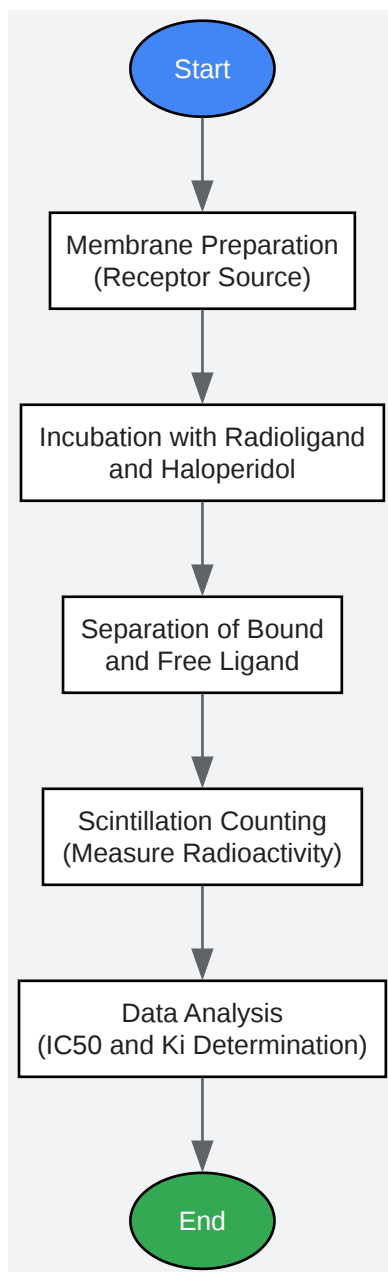 Start
Membrane Preparation
(Receptor Source)
Incubation with Radioligand
and Haloperidol
Separation of Bound
and Free Ligand
Scintillation Counting
(Measure Radioactivity)
Data Analysis
(IC50 and Ki Determination)
End